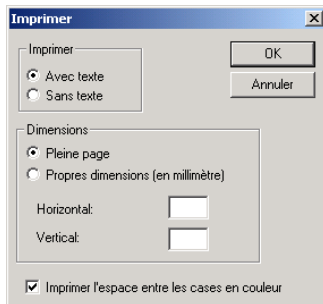 Imprimer
Imprimer
OK
Avec texte
Annuler
Sans texte
Dimensions
Pleine page
Propres dimensions (en millimètre)
Horizontal:
Vertical:
Imprimer l'espace entre les cases en couleur